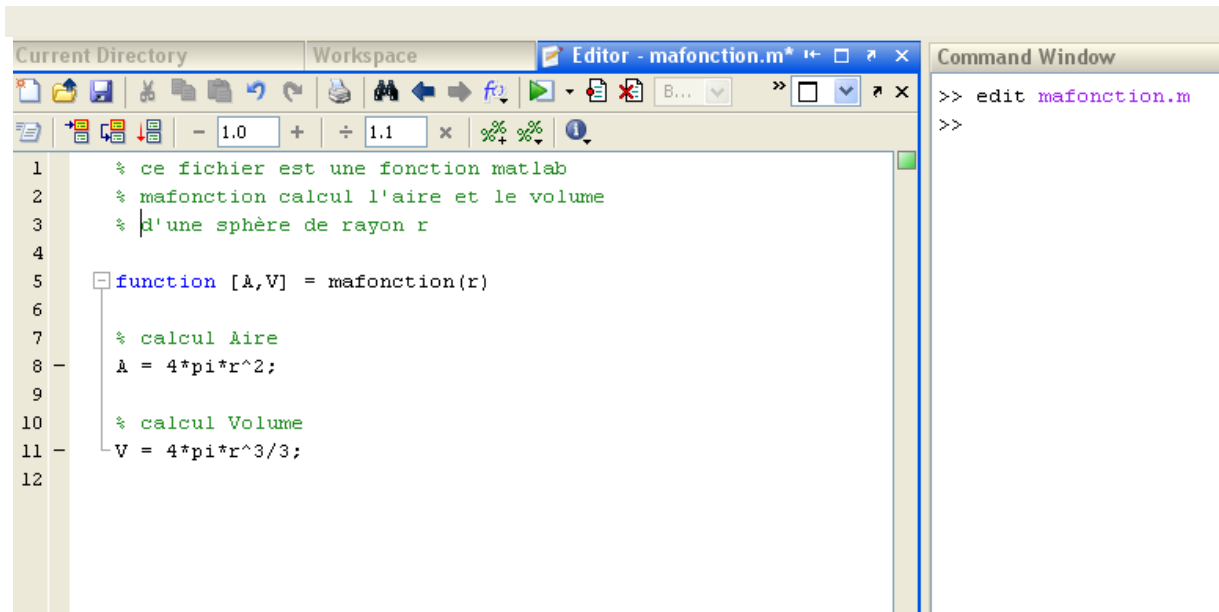 Current Directory
Workspace
Editor - mafonction.m*
Command Window
B...
»
- 1.0 + ÷ 1.1 ×
1 % ce fichier est une fonction matlab
2 % mafonction calcul l'aire et le volume
3 % d'une sphère de rayon r
4
5 function [A,V] = mafonction(r)
6
7 % calcul Aire
8 - A = 4*pi*r^2;
9
10 % calcul Volume
11 - V = 4*pi*r^3/3;
12
>> edit mafonction.m
>>